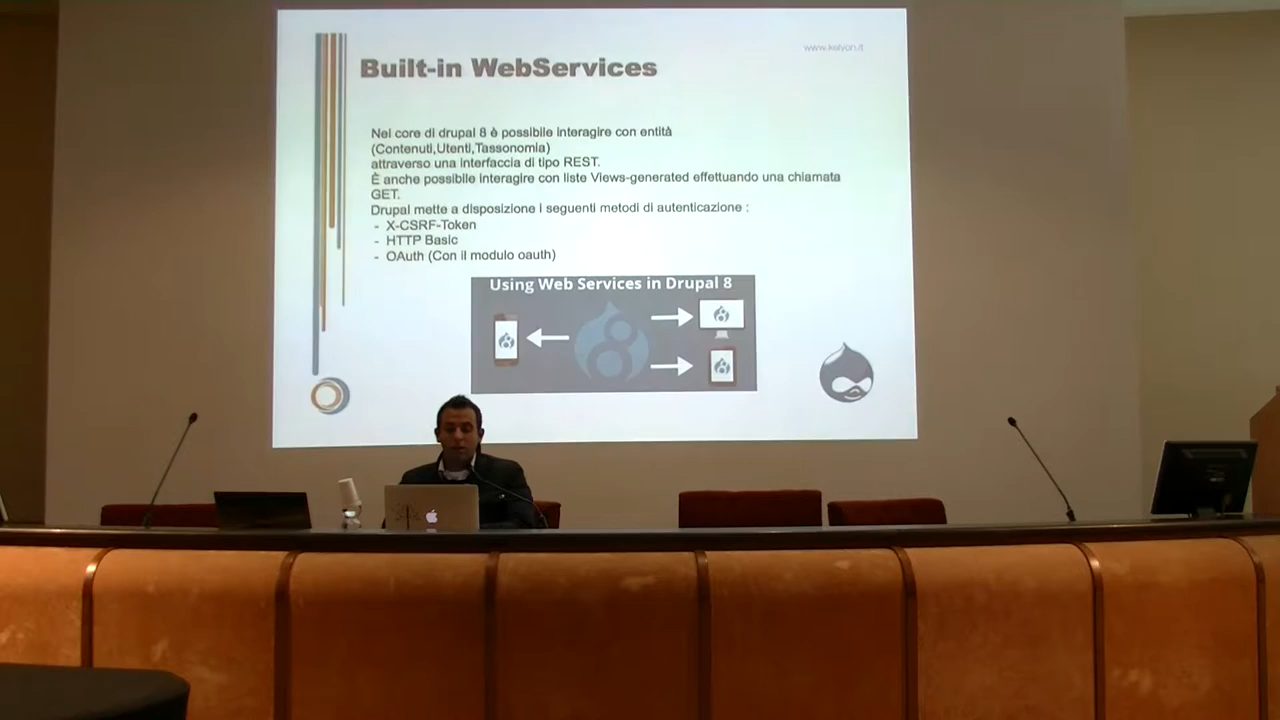 www.kelyon.it
Built-in WebServices
Nel core di drupal 8 è possibile interagire con entità
(Contenuti,Utenti,Tassonomia)
attraverso una interfaccia di tipo REST.
È anche possibile interagire con liste Views-generated effettuando una chiamata
GET.
Drupal mette a disposizione i seguenti metodi di autenticazione :
- X-CSRF-Token
- HTTP Basic
- OAuth (Con il modulo oauth)
Using Web Services in Drupal 8